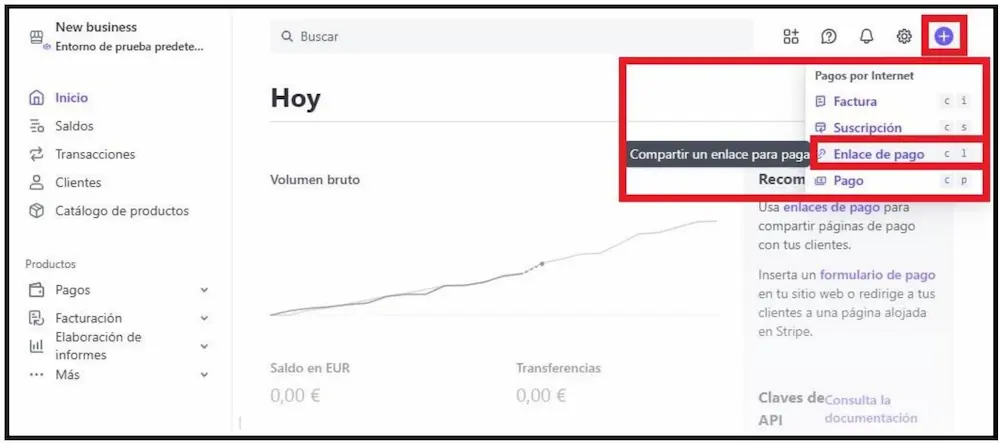 New business
Entorno de prueba predete...
Buscar
Inicio
Saldos
Transacciones
Clientes
Catálogo de productos
Productos
Pagos
Facturación
Elaboración de
informes
Más
Hoy
Volumen bruto
Saldo en EUR
0,00 €
Transferencias
0,00 €
Pagos por Internet
Factura c i
Suscripción c s
Compartir un enlace para paga
Enlace de pago c l
Pago c p
Recom
Usa enlaces de pago para
compartir páginas de pago
con tus clientes.
Inserta un formulario de pago
en tu sitio web o redirige a tus
clientes a una página alojada
en Stripe.
Claves de
API
Consulta la
documentación